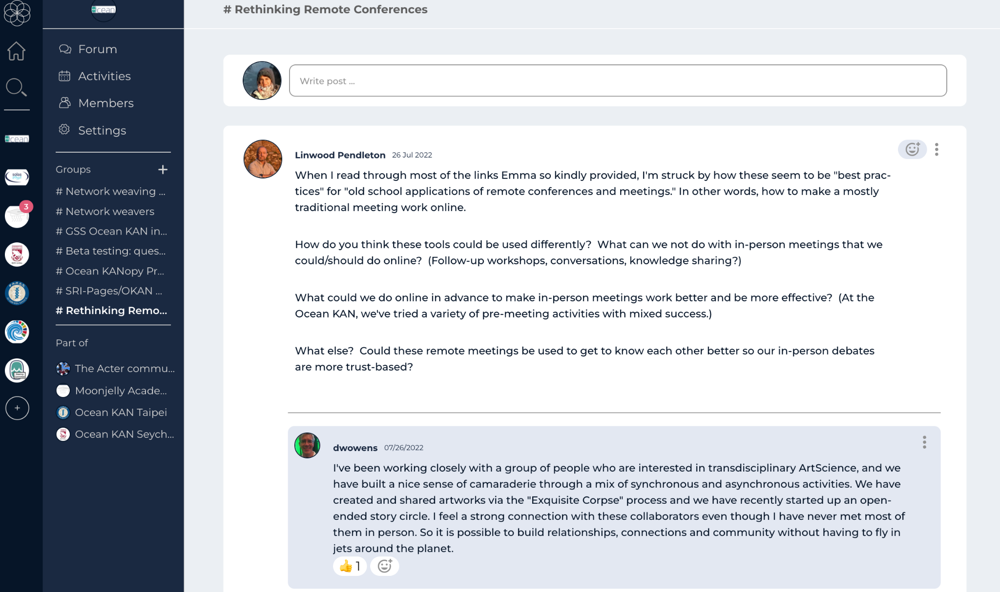 cean
# Rethinking Remote Conferences
Forum
Activities
Members
Settings
Groups
# Network weaving ...
# Network weavers
# GSS Ocean KAN in...
# Beta testing: ques...
# Ocean KANopy Pr...
# SRI-Pages/OKAN ...
# Rethinking Remo...
Part of
The Acter commu...
Moonjelly Acade...
Ocean KAN Taipei
Ocean KAN Seych...
cean
solas
3
Steering
Committee
+
Write post ...
Linwood Pendleton 26 Jul 2022
When I read through most of the links Emma so kindly provided, I'm struck by how these seem to be "best prac-
tices" for "old school applications of remote conferences and meetings." In other words, how to make a mostly
traditional meeting work online.
How do you think these tools could be used differently?  What can we not do with in-person meetings that we
could/should do online?  (Follow-up workshops, conversations, knowledge sharing?)
What could we do online in advance to make in-person meetings work better and be more effective?  (At the
Ocean KAN, we've tried a variety of pre-meeting activities with mixed success.)
What else?  Could these remote meetings be used to get to know each other better so our in-person debates
are more trust-based?
dwowens 07/26/2022
I've been working closely with a group of people who are interested in transdisciplinary ArtScience, and we
have built a nice sense of camaraderie through a mix of synchronous and asynchronous activities. We have
created and shared artworks via the "Exquisite Corpse" process and we have recently started up an open-
ended story circle. I feel a strong connection with these collaborators even though I have never met most of
them in person. So it is possible to build relationships, connections and community without having to fly in
jets around the planet.
👍 1